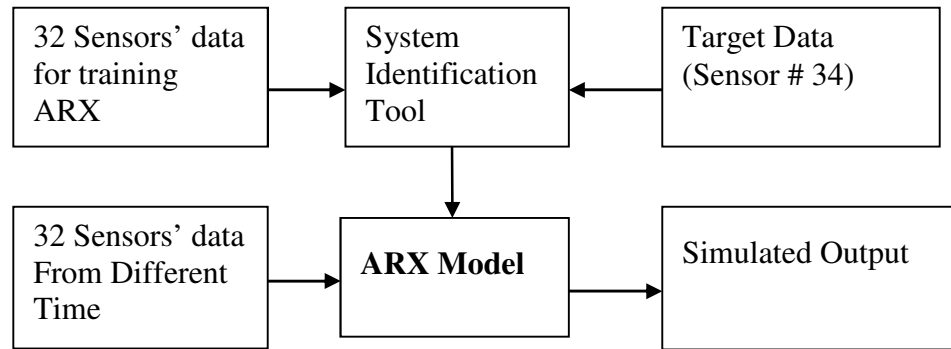 32 Sensors’ data
for training
ARX
System
Identification
Tool
Target Data
(Sensor # 34)
32 Sensors’ data
From Different
Time
ARX Model
Simulated Output